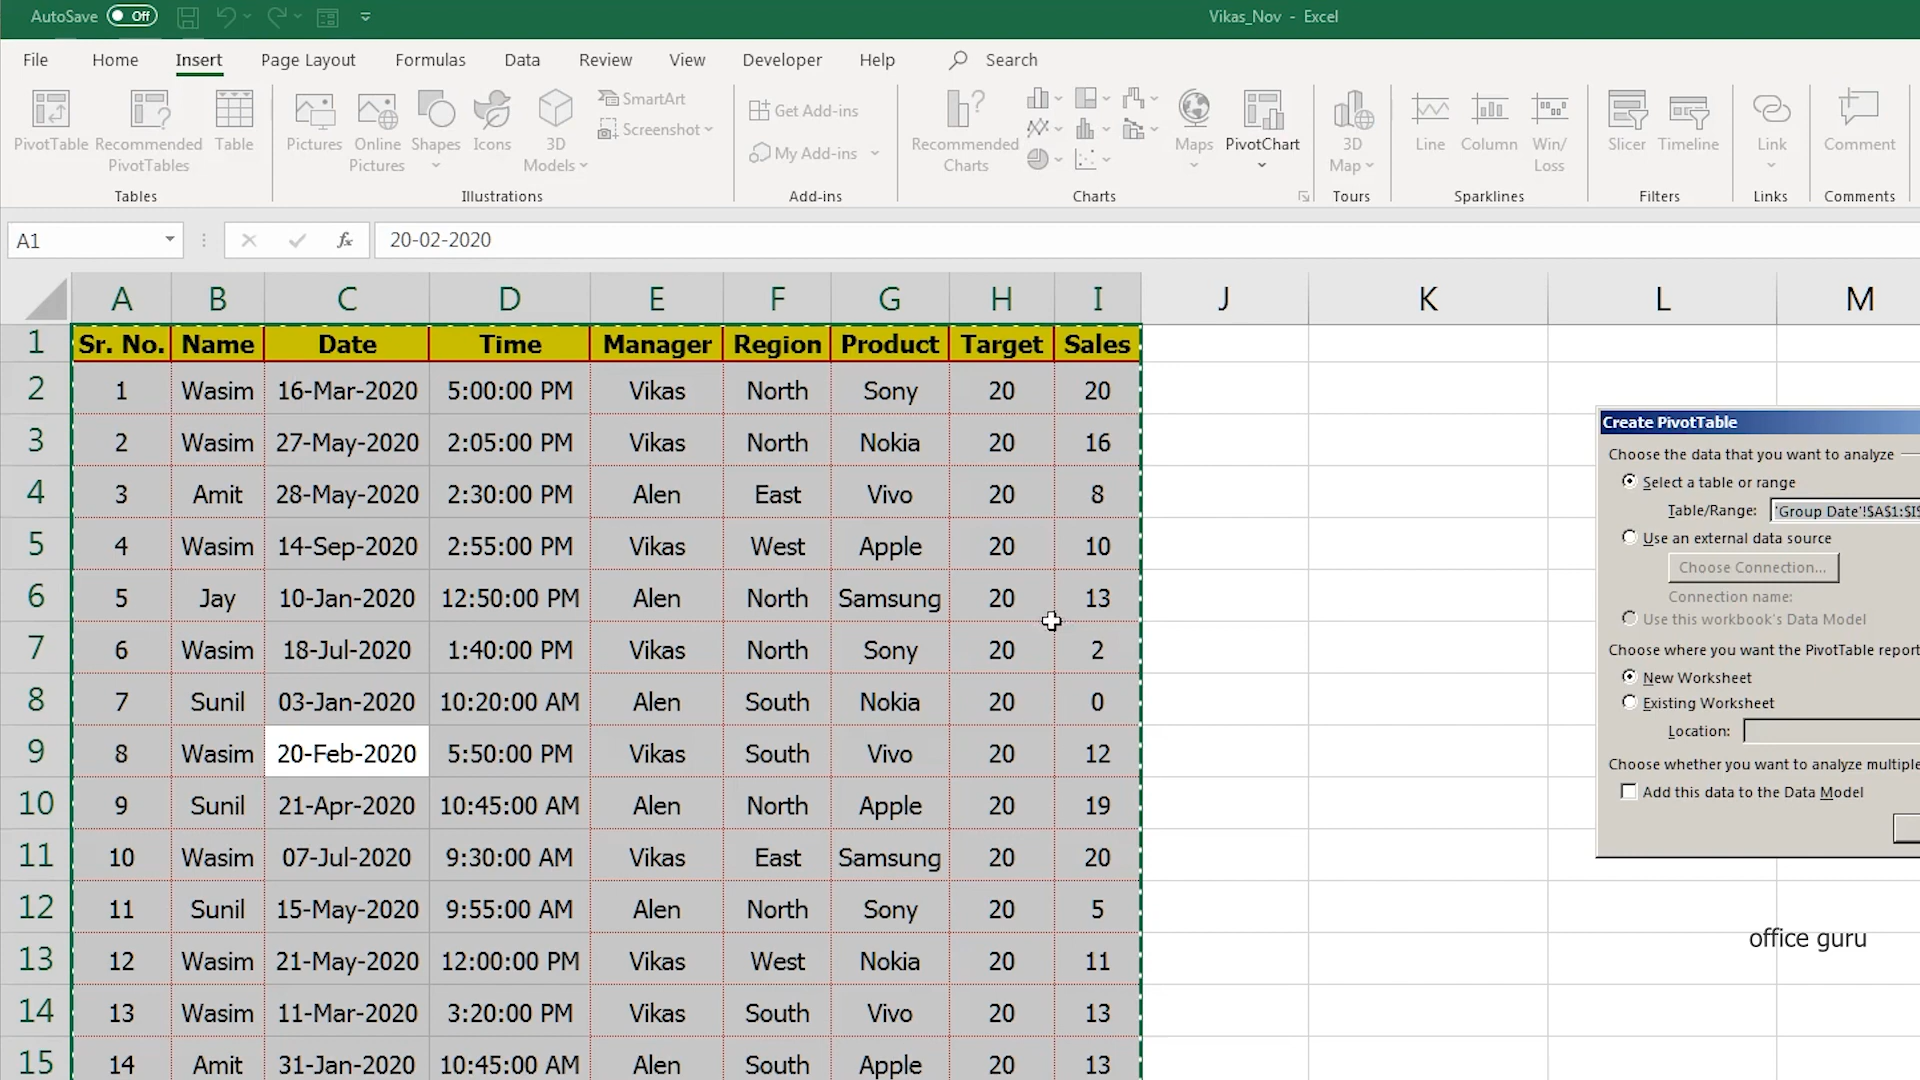 AutoSave Off
Vikas_Nov - Excel
File Home Insert Page Layout Formulas Data Review View Developer Help Search
PivotTable Recommended PivotTables Table
Tables
Pictures Online Pictures Shapes Icons 3D Models SmartArt Screenshot
Illustrations
Get Add-ins
My Add-ins
Add-ins
Recommended Charts Maps PivotChart
Charts
3D Map
Tours
Line Column Win/Loss
Sparklines
Slicer Timeline
Filters
Link
Links
Comment
Comments
A1 fx 20-02-2020
A B C D E F G H I J K L M
1 Sr. No. Name Date Time Manager Region Product Target Sales
2 1 Wasim 16-Mar-2020 5:00:00 PM Vikas North Sony 20 20
3 2 Wasim 27-May-2020 2:05:00 PM Vikas North Nokia 20 16
4 3 Amit 28-May-2020 2:30:00 PM Alen East Vivo 20 8
5 4 Wasim 14-Sep-2020 2:55:00 PM Vikas West Apple 20 10
6 5 Jay 10-Jan-2020 12:50:00 PM Alen North Samsung 20 13
7 6 Wasim 18-Jul-2020 1:40:00 PM Vikas North Sony 20 2
8 7 Sunil 03-Jan-2020 10:20:00 AM Alen South Nokia 20 0
9 8 Wasim 20-Feb-2020 5:50:00 PM Vikas South Vivo 20 12
10 9 Sunil 21-Apr-2020 10:45:00 AM Alen North Apple 20 19
11 10 Wasim 07-Jul-2020 9:30:00 AM Vikas East Samsung 20 20
12 11 Sunil 15-May-2020 9:55:00 AM Alen North Sony 20 5
13 12 Wasim 21-May-2020 12:00:00 PM Vikas West Nokia 20 11
14 13 Wasim 11-Mar-2020 3:20:00 PM Vikas South Vivo 20 13
15 14 Amit 31-Jan-2020 10:45:00 AM Alen South Apple 20 13
Create PivotTable
Choose the data that you want to analyze
Select a table or range
Table/Range: 'Group Date'!$A$1:$I$
Use an external data source
Choose Connection...
Connection name:
Use this workbook's Data Model
Choose where you want the PivotTable report
New Worksheet
Existing Worksheet
Location:
Choose whether you want to analyze multiple
Add this data to the Data Model
office guru